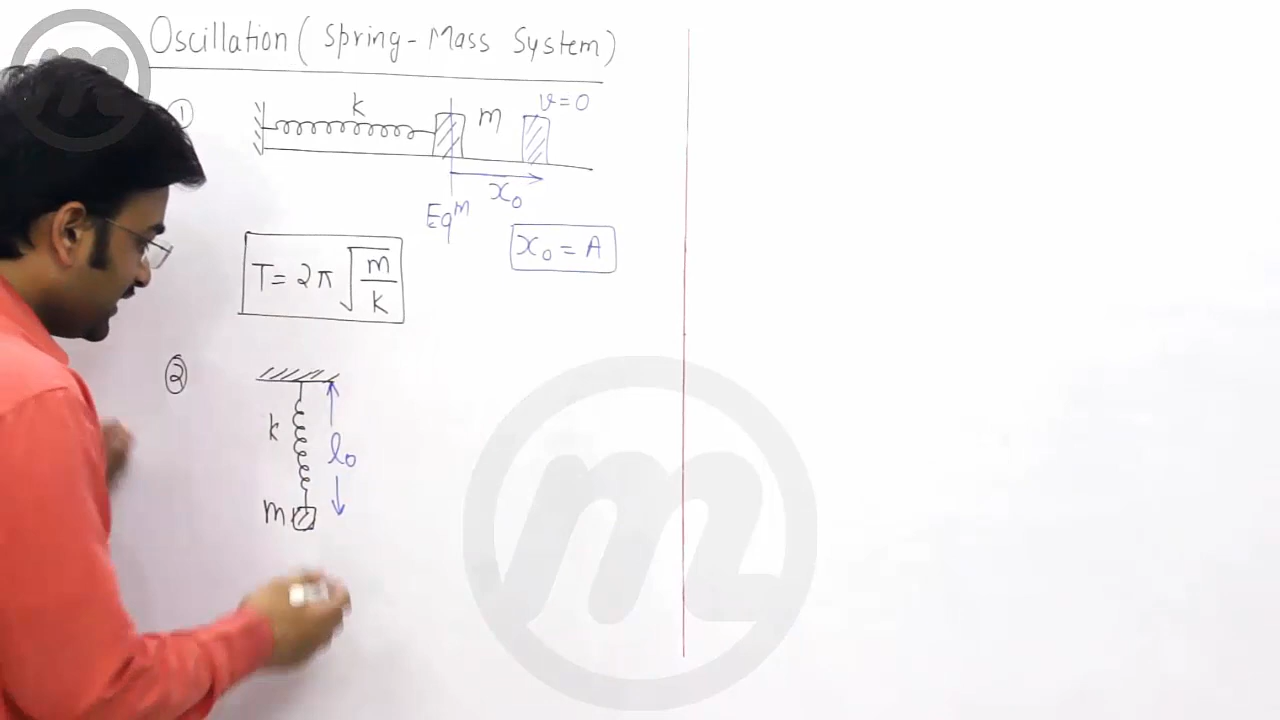 Oscillation (Spring-Mass System)
①
k
m
v=0
x₀
Eqᵐ
x₀ = A
T = 2π √(m/k)
②
k
l₀
m
m